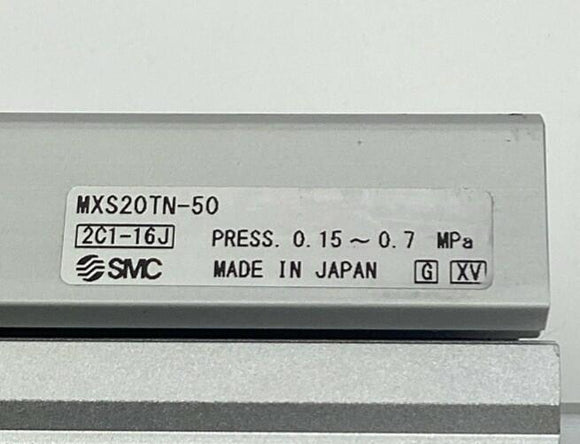 MXS20TN-50
2C1-16J PRESS. 0.15～0.7 MPa
SMC MADE IN JAPAN G XV